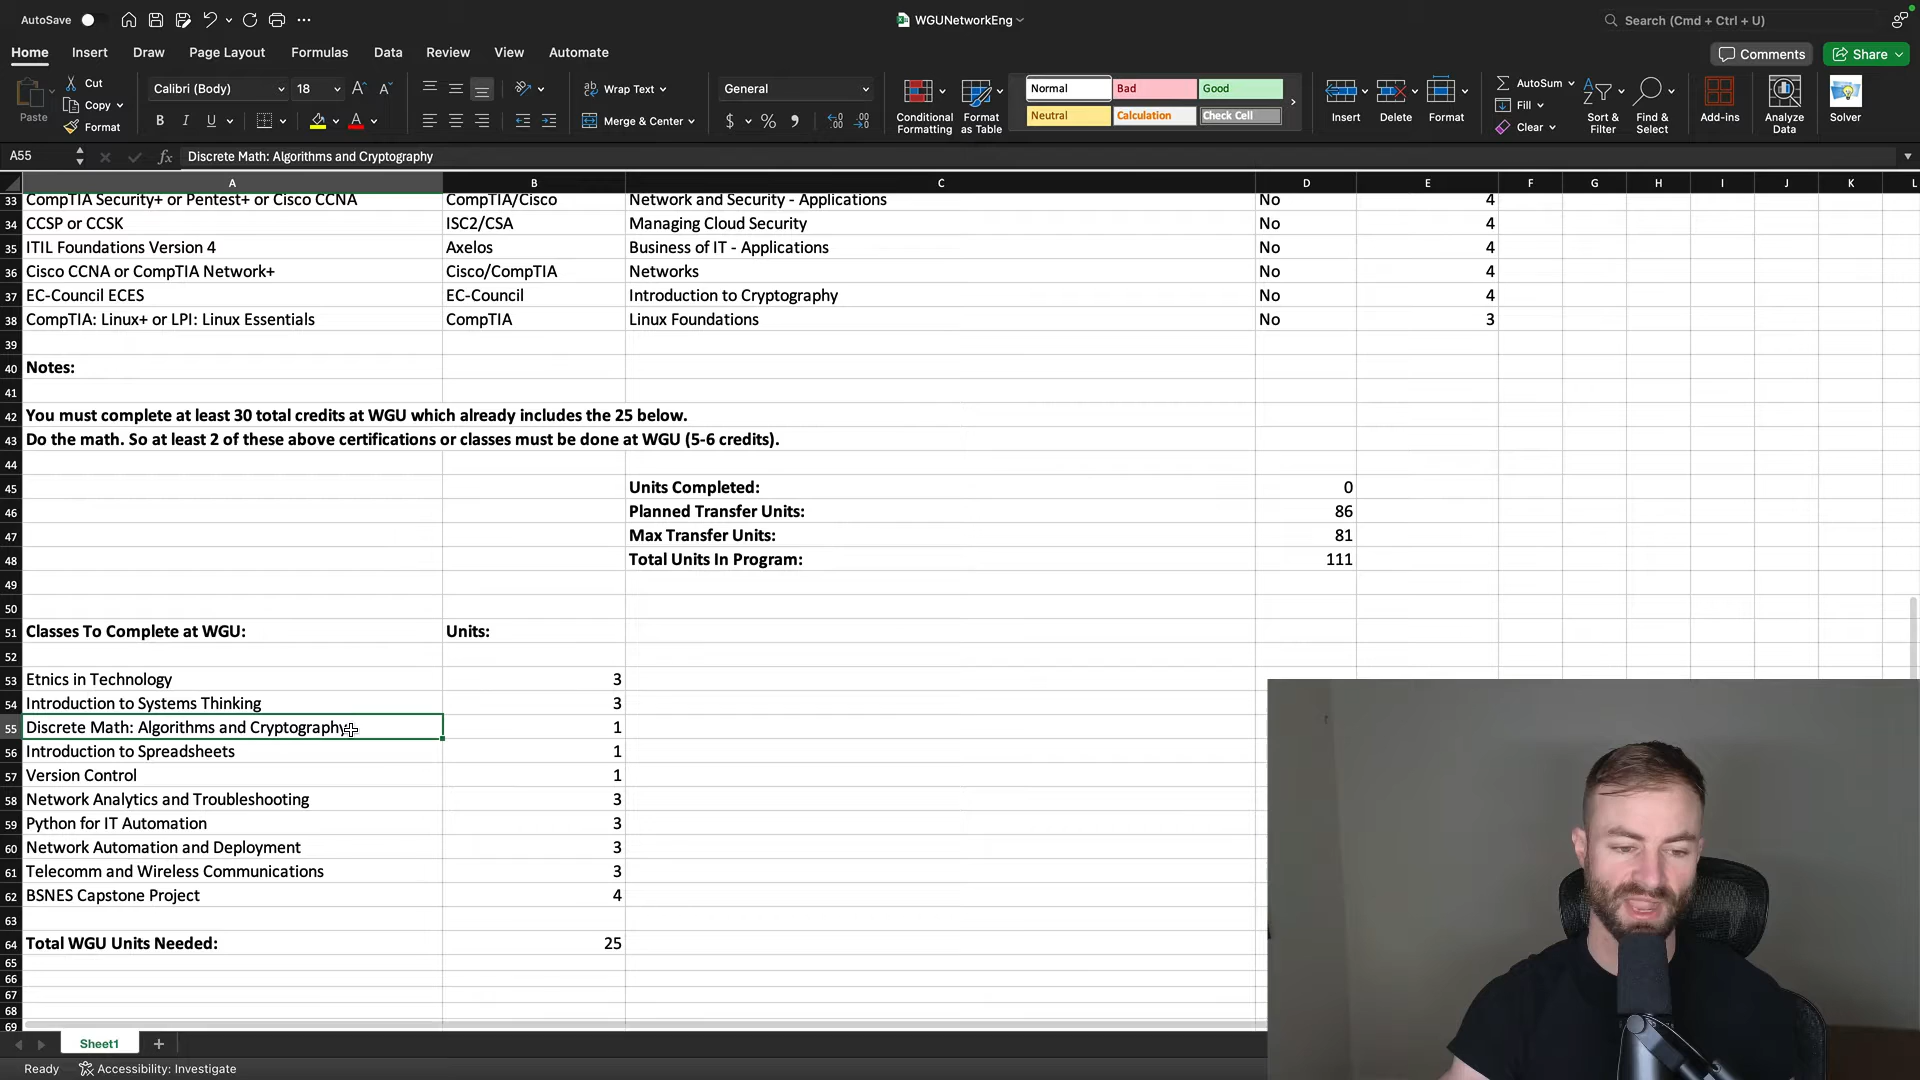 AutoSave
WGUNetworkEng
Search (Cmd + Ctrl + U)
Home Insert Draw Page Layout Formulas Data Review View Automate
Comments Share
Paste Cut Copy Format
Calibri (Body) 18
Wrap Text
Merge & Center
General
Conditional Formatting
Format as Table
Normal Bad Good
Neutral Calculation Check Cell
Insert Delete Format
AutoSum
Fill
Clear
Sort & Filter
Find & Select
Add-ins
Analyze Data
Solver
A55 fx Discrete Math: Algorithms and Cryptography
A B C D E F G H I J K L
33 CompTIA Security+ or Pentest+ or Cisco CCNA CompTIA/Cisco Network and Security - Applications No 4
34 CCSP or CCSK ISC2/CSA Managing Cloud Security No 4
35 ITIL Foundations Version 4 Axelos Business of IT - Applications No 4
36 Cisco CCNA or CompTIA Network+ Cisco/CompTIA Networks No 4
37 EC-Council ECES EC-Council Introduction to Cryptography No 4
38 CompTIA: Linux+ or LPI: Linux Essentials CompTIA Linux Foundations No 3
39
40 Notes:
41
42 You must complete at least 30 total credits at WGU which already includes the 25 below.
43 Do the math. So at least 2 of these above certifications or classes must be done at WGU (5-6 credits).
44
45 Units Completed: 0
46 Planned Transfer Units: 86
47 Max Transfer Units: 81
48 Total Units In Program: 111
49
50
51 Classes To Complete at WGU: Units:
52
53 Etnics in Technology 3
54 Introduction to Systems Thinking 3
55 Discrete Math: Algorithms and Cryptography 1
56 Introduction to Spreadsheets 1
57 Version Control 1
58 Network Analytics and Troubleshooting 3
59 Python for IT Automation 3
60 Network Automation and Deployment 3
61 Telecomm and Wireless Communications 3
62 BSNES Capstone Project 4
63
64 Total WGU Units Needed: 25
65
66
67
68
69
Sheet1
Ready Accessibility: Investigate